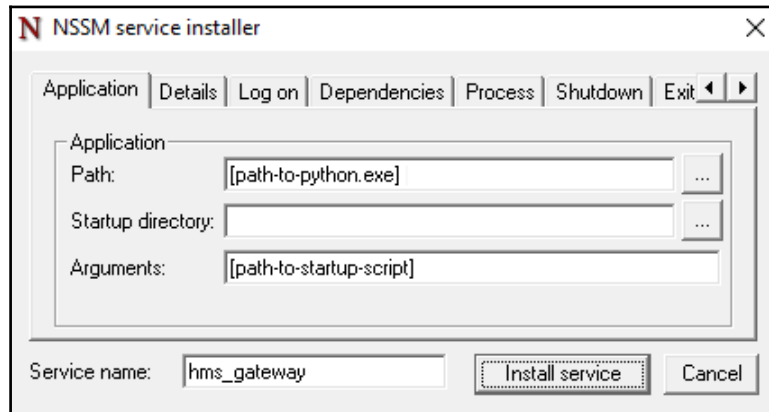 NSSM service installer
Application Details Log on Dependencies Process Shutdown Exit
Application
Path: [path-to-python.exe] ...
Startup directory: ...
Arguments: [path-to-startup-script]
Service name: hms_gateway Install service Cancel